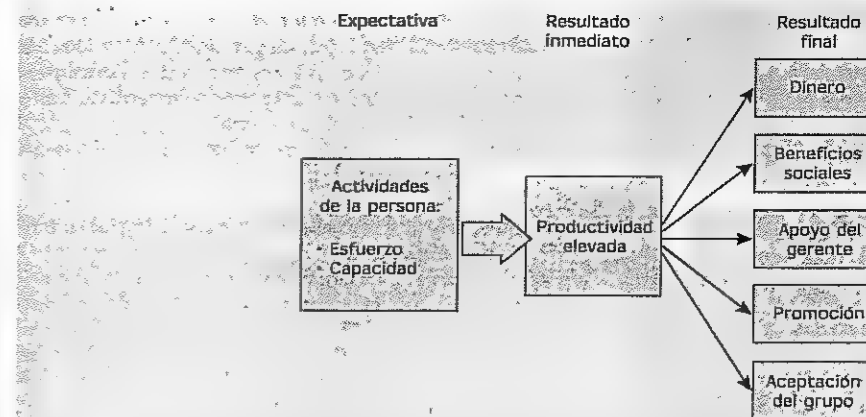 Expectativa
Resultado
inmediato
Resultado
final
Actividades
de la persona:
• Esfuerzo
• Capacidad
Productividad
elevada
Dinero
Beneficios
sociales
Apoyo del
gerente
Promoción
Aceptación
del grupo